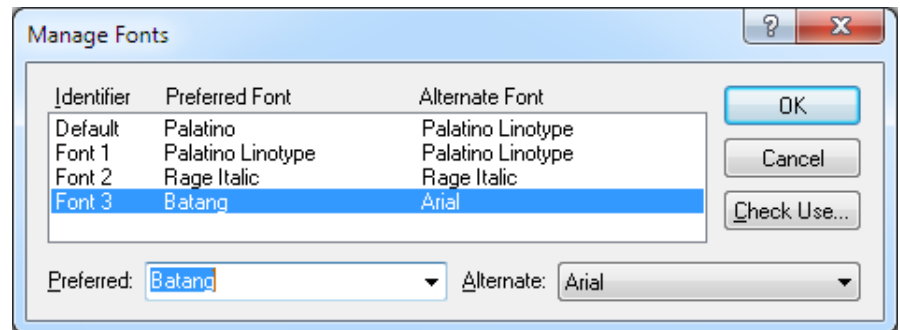 Manage Fonts
Identifier Preferred Font Alternate Font
Default Palatino Palatino Linotype
Font 1 Palatino Linotype Palatino Linotype
Font 2 Rage Italic Rage Italic
Font 3 Batang Arial
OK
Cancel
Check Use...
Preferred: Batang Alternate: Arial